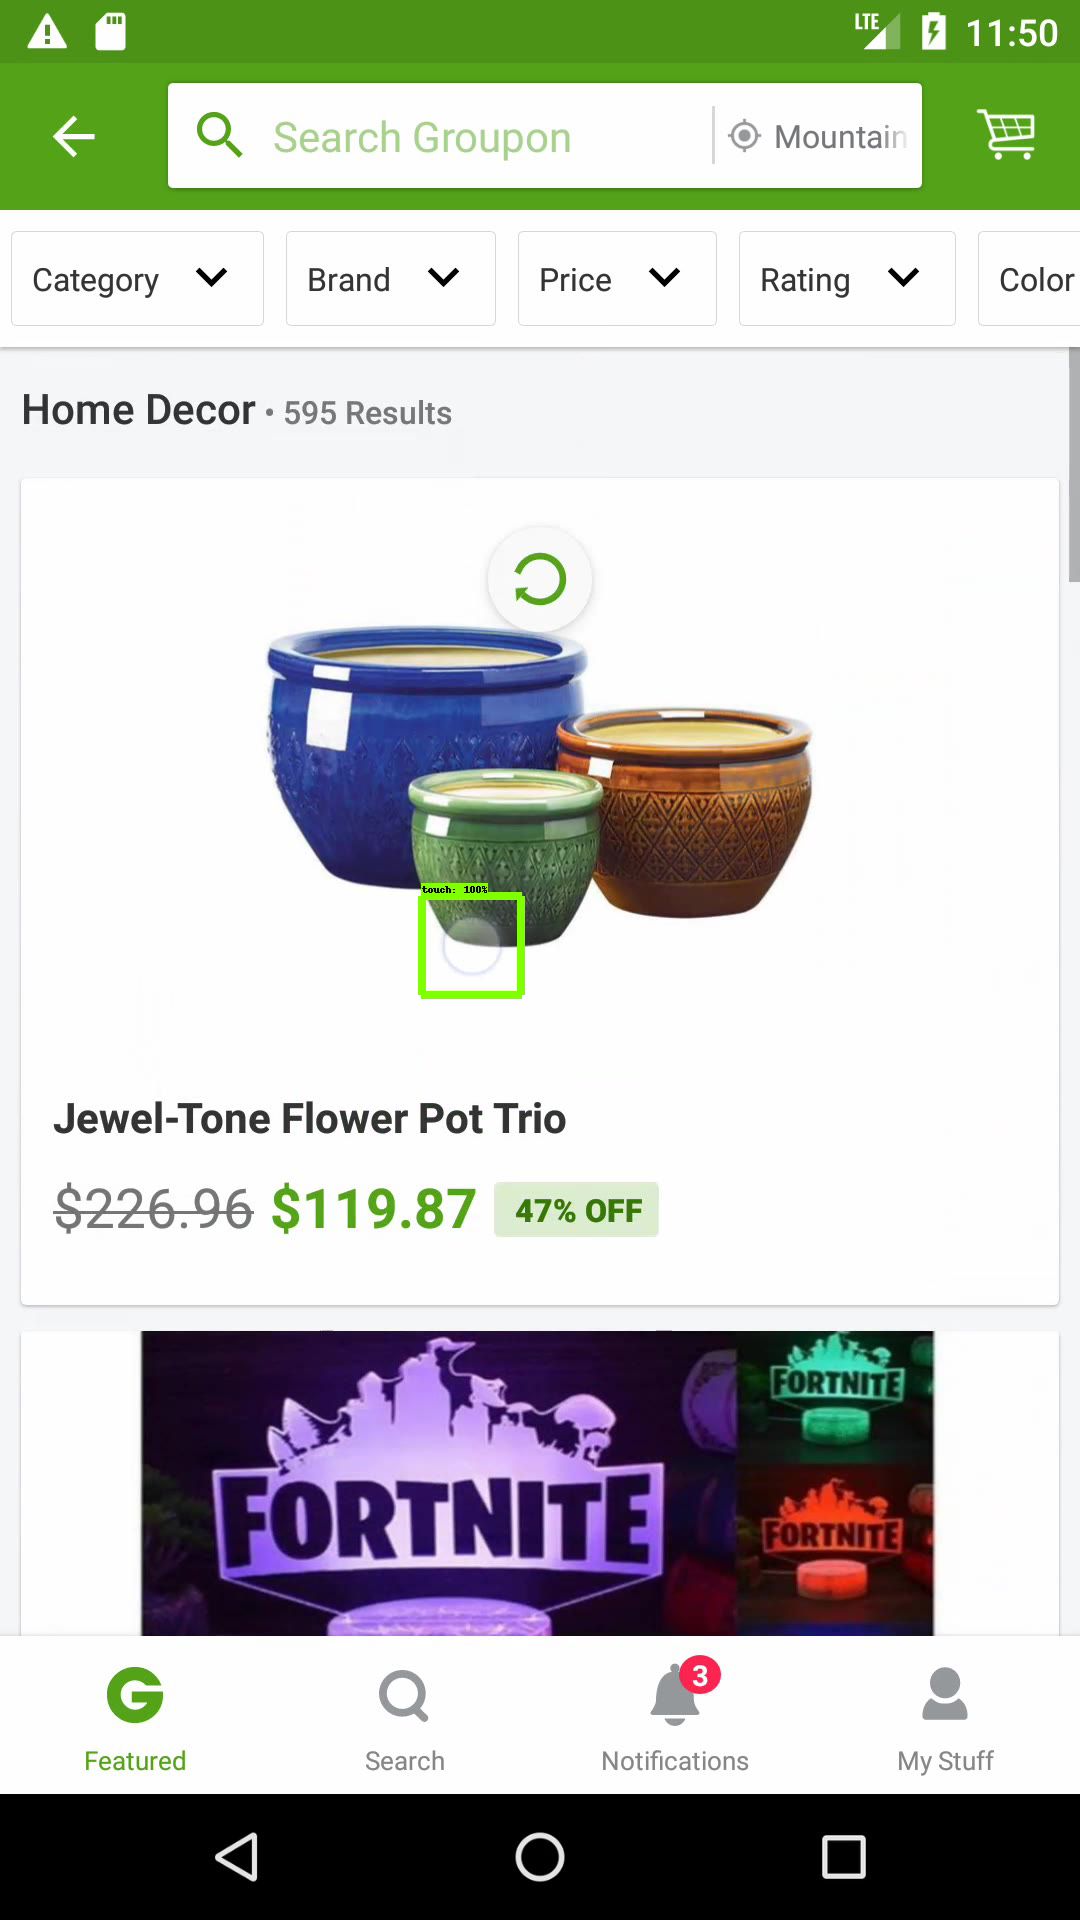 LTE 11:50
Search Groupon Mountain
Category Brand Price Rating Color
Home Decor • 595 Results
touch: 100%
Jewel-Tone Flower Pot Trio
$226.96 $119.87 47% OFF
FORTNITE
FORTNITE
FORTNITE
3
Featured Search Notifications My Stuff